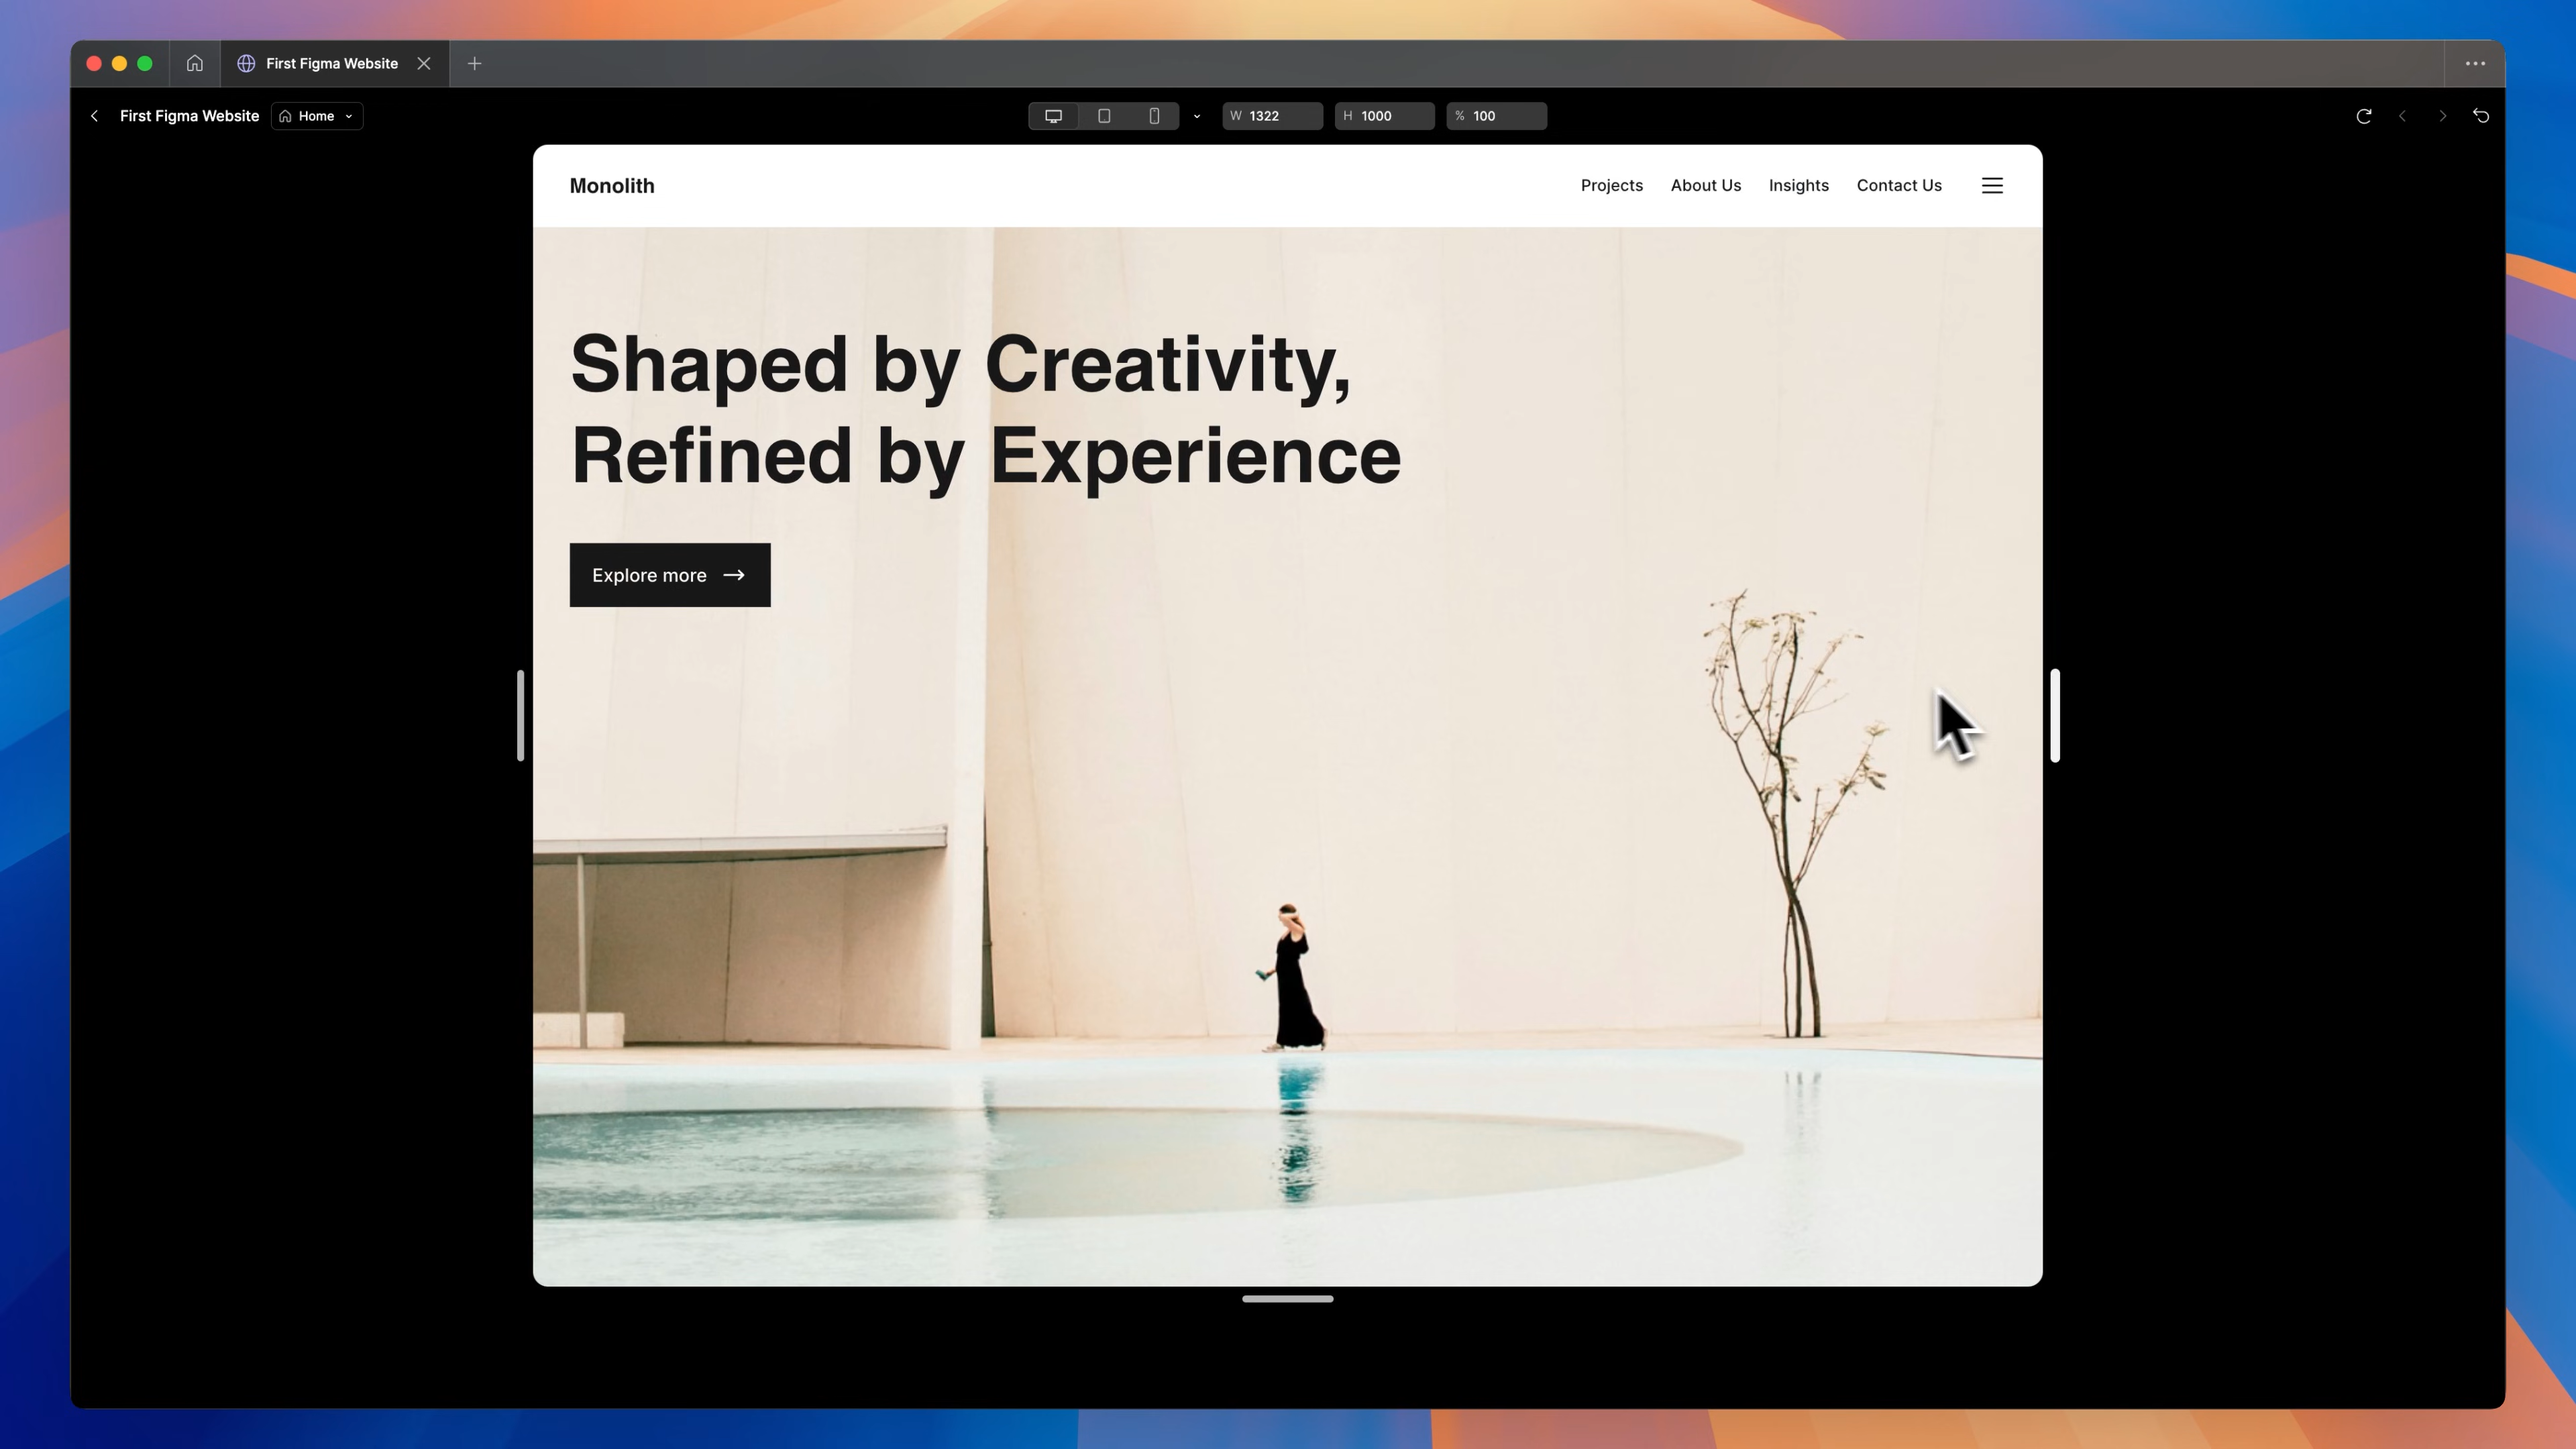 First Figma Website
First Figma Website Home W 1322 H 1000 % 100
Monolith Projects About Us Insights Contact Us
Shaped by Creativity,
Refined by Experience
Explore more